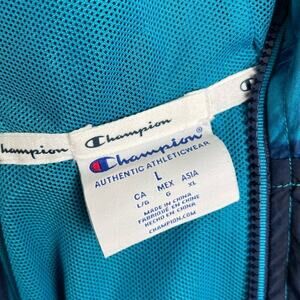 Champion
Champion
AUTHENTIC ATHLETICWEAR
L
CA MEX ASIA
L/G G XL
MADE IN CHINA
FABRIQUÉ EN CHINE
HECHO EN CHINA
CHAMPION.COM